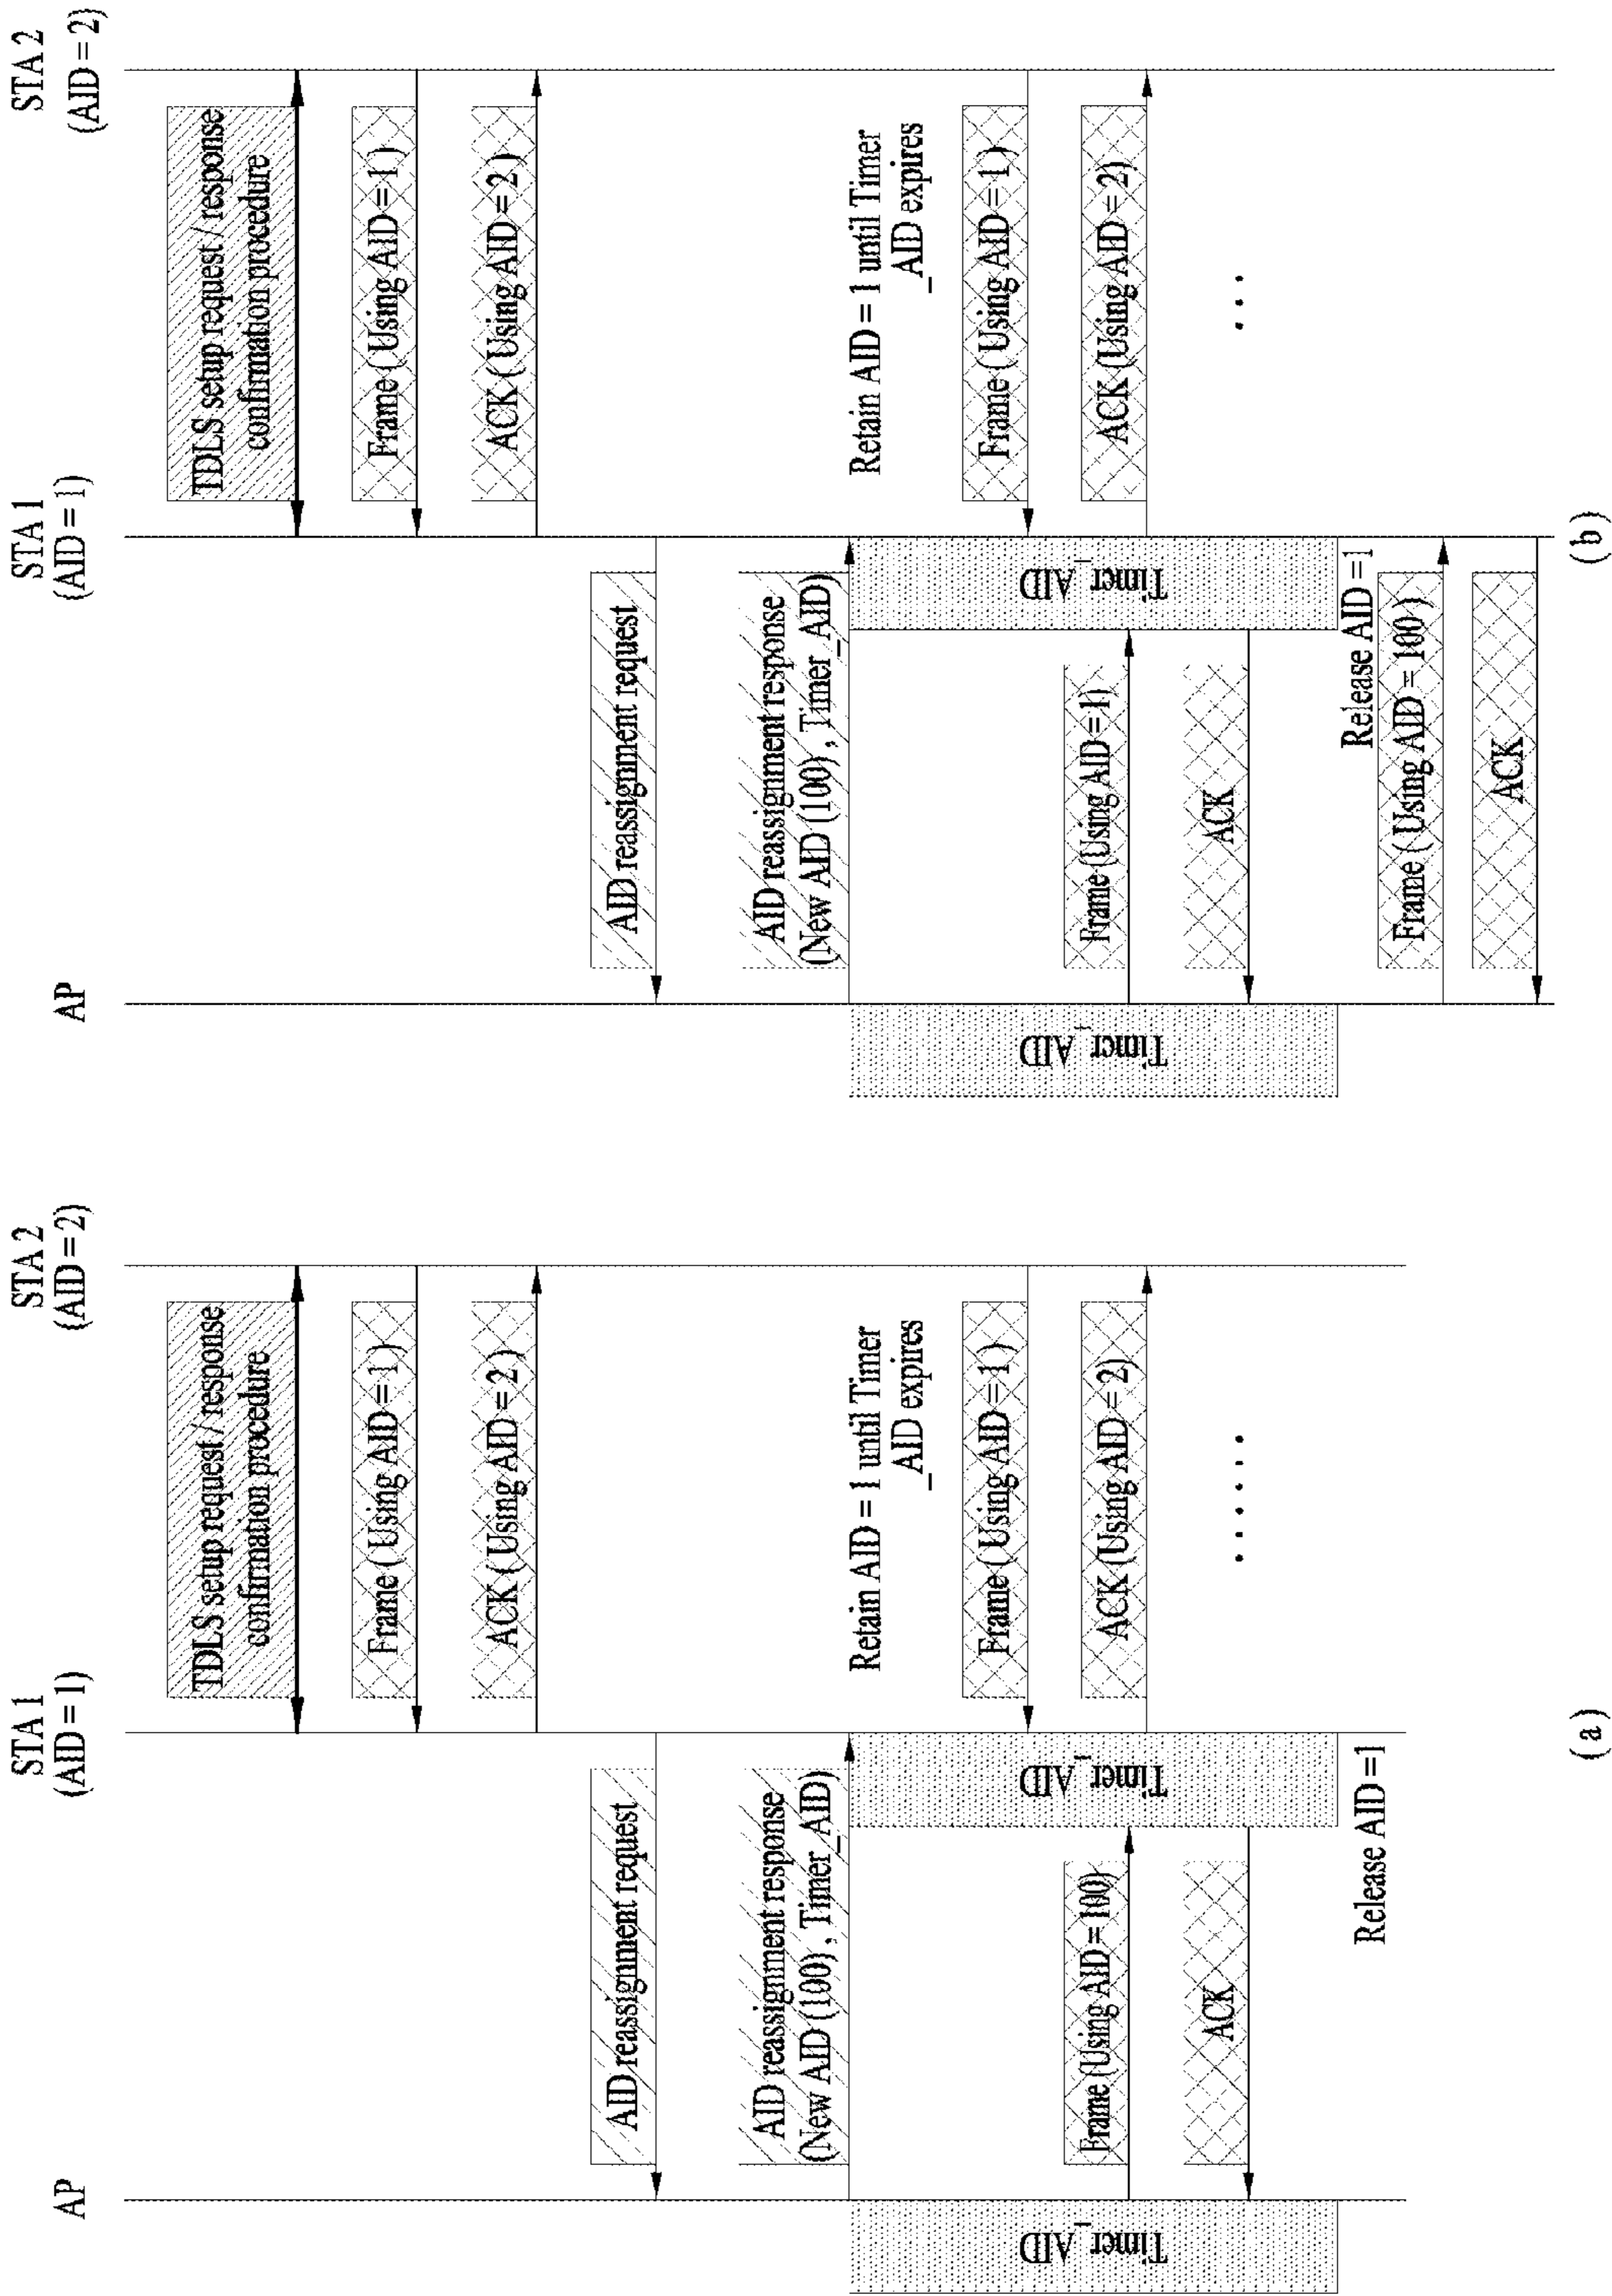 AP
STA 1
(AID = 1)
STA 2
(AID = 2)
TDLS setup request / response
confirmation procedure
Frame ( Using AID = 1 )
ACK ( Using AID = 2 )
AID reassignment request
AID reassignment response
(New AID (100) , Timer_AID)
Retain AID = 1 until Timer
_AID expires
Timer_AID
Timer_AID
Frame ( Using AID = 1 )
Frame (Using AID = 100)
ACK (Using AID = 2)
ACK
......
Release AID = 1
( a )
AP
STA 1
(AID = 1)
STA 2
(AID = 2)
TDLS setup request / response
confirmation procedure
Frame ( Using AID = 1 )
ACK ( Using AID = 2 )
AID reassignment request
AID reassignment response
(New AID (100) , Timer_AID)
Retain AID = 1 until Timer
_AID expires
Timer_AID
Timer_AID
Frame ( Using AID = 1 )
Frame (Using AID = 1)
ACK (Using AID = 2)
ACK
...
Release AID = 1
Frame ( Using AID = 100 )
ACK
( b )